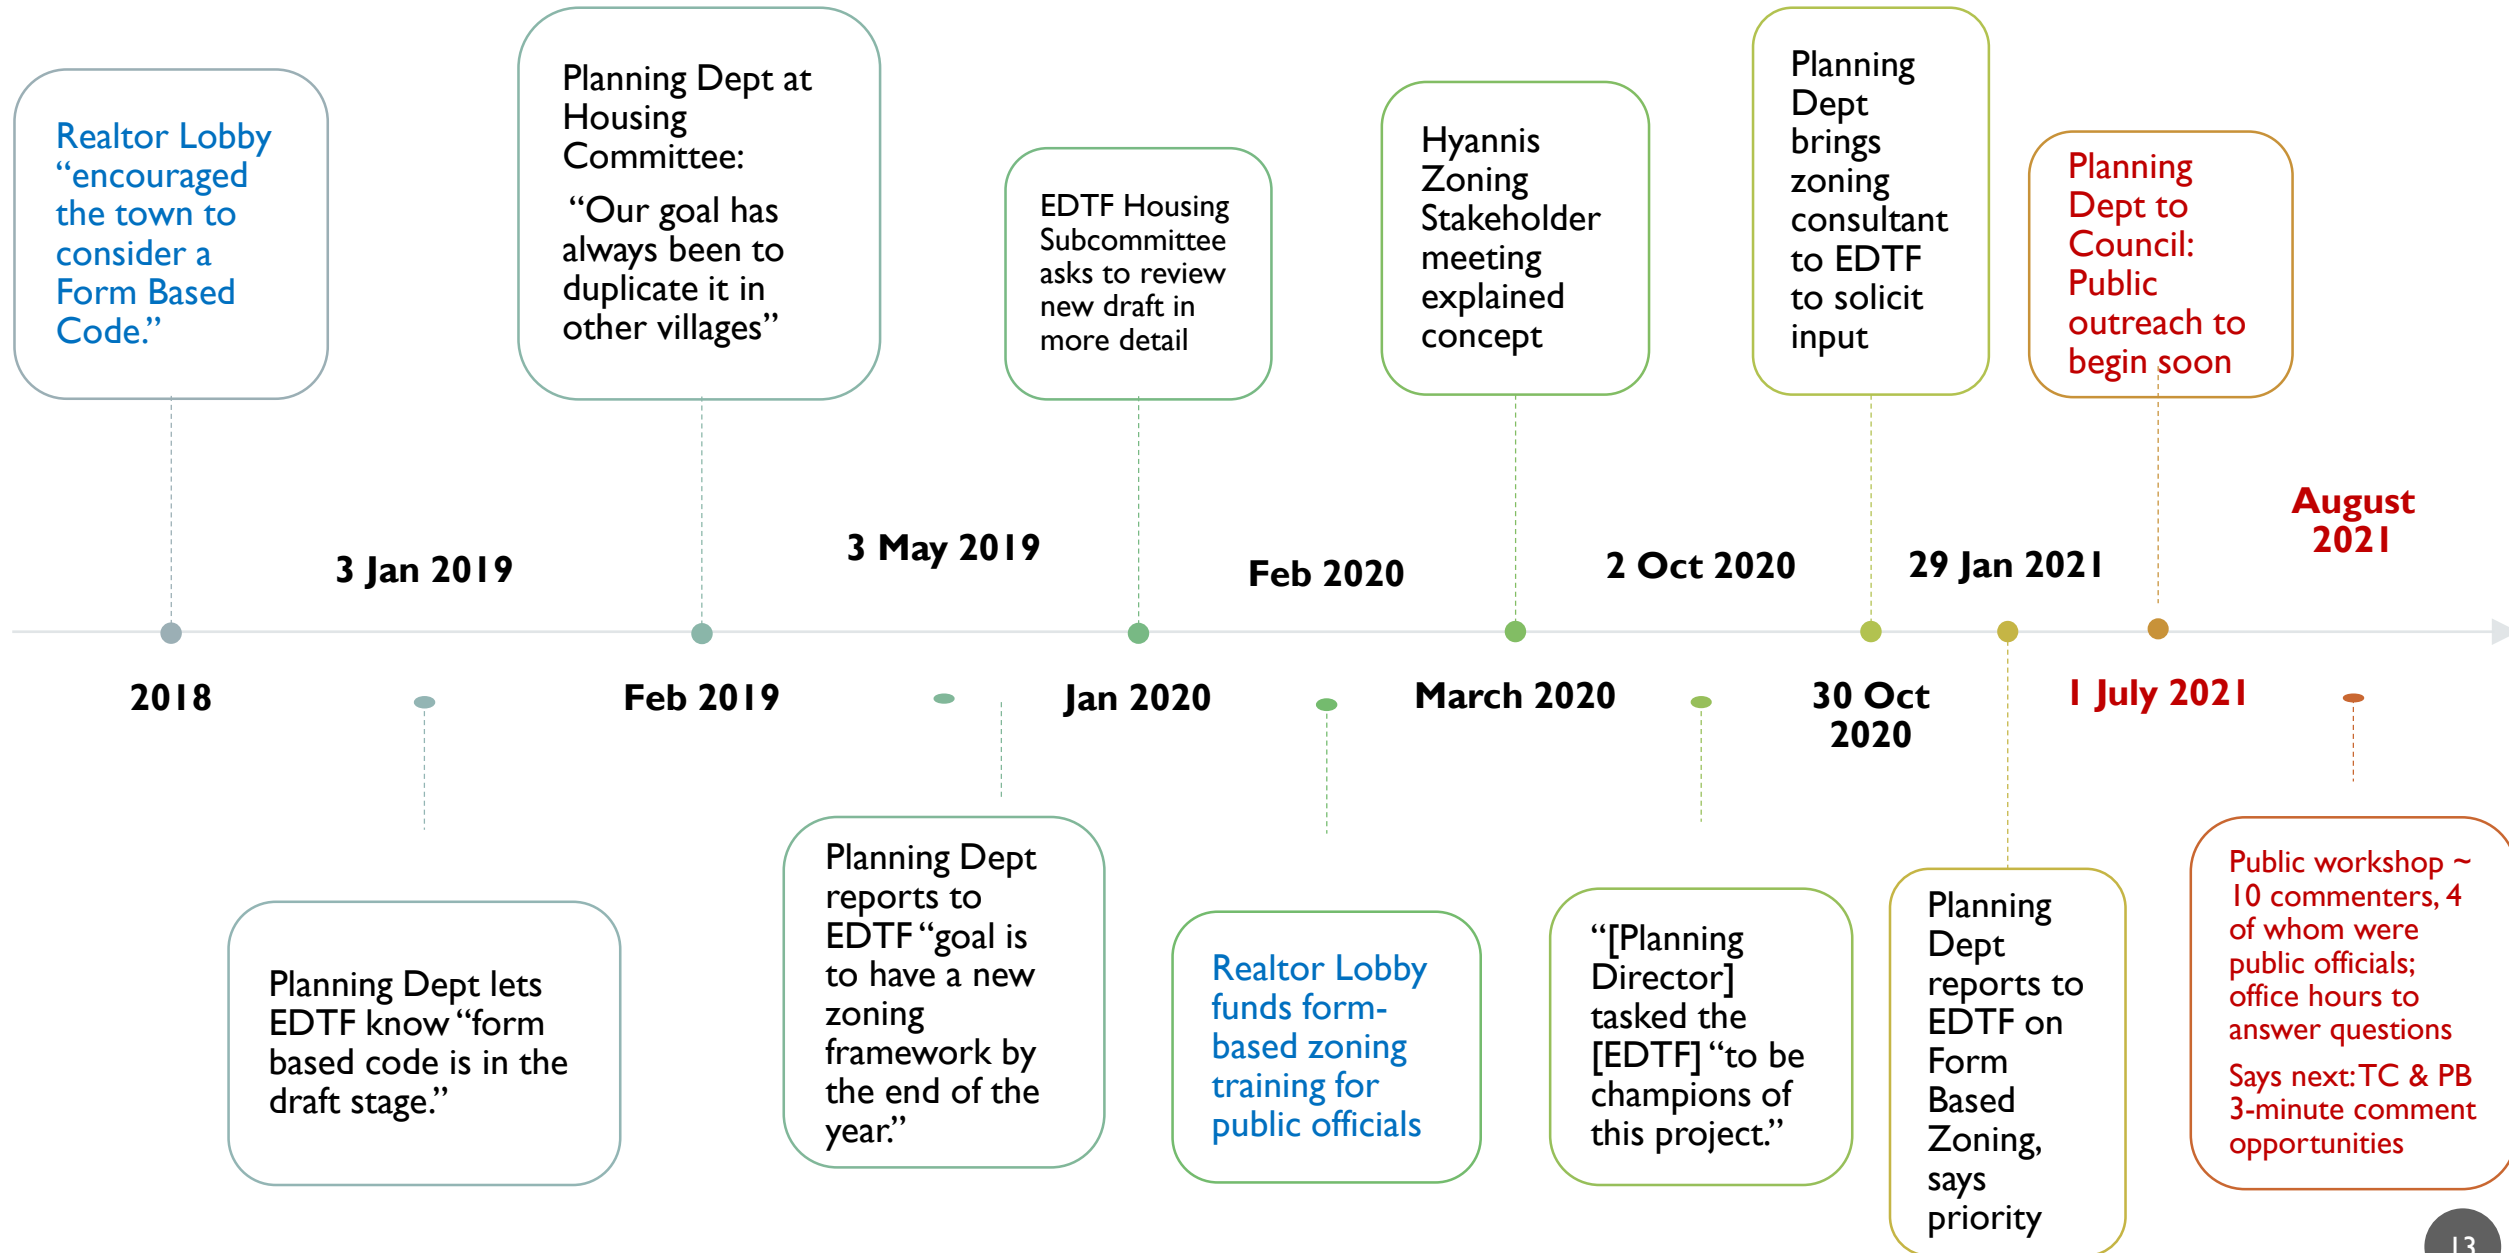 Realtor Lobby
“encouraged
the town to
consider a
Form Based
Code.”
Planning Dept at
Housing
Committee:
“Our goal has
always been to
duplicate it in
other villages”
EDTF Housing
Subcommittee
asks to review
new draft in
more detail
Hyannis
Zoning
Stakeholder
meeting
explained
concept
Planning
Dept
brings
zoning
consultant
to EDTF
to solicit
input
Planning
Dept to
Council:
Public
outreach to
begin soon
3 Jan 2019
3 May 2019
Feb 2020
2 Oct 2020
29 Jan 2021
August
2021
2018
Feb 2019
Jan 2020
March 2020
30 Oct
2020
1 July 2021
Planning Dept lets
EDTF know “form
based code is in the
draft stage.”
Planning Dept
reports to
EDTF “goal is
to have a new
zoning
framework by
the end of the
year.”
Realtor Lobby
funds form-
based zoning
training for
public officials
“[Planning
Director]
tasked the
[EDTF] “to be
champions of
this project.”
Planning
Dept
reports to
EDTF on
Form
Based
Zoning,
says
priority
Public workshop ~
10 commenters, 4
of whom were
public officials;
office hours to
answer questions
Says next: TC & PB
3-minute comment
opportunities
13